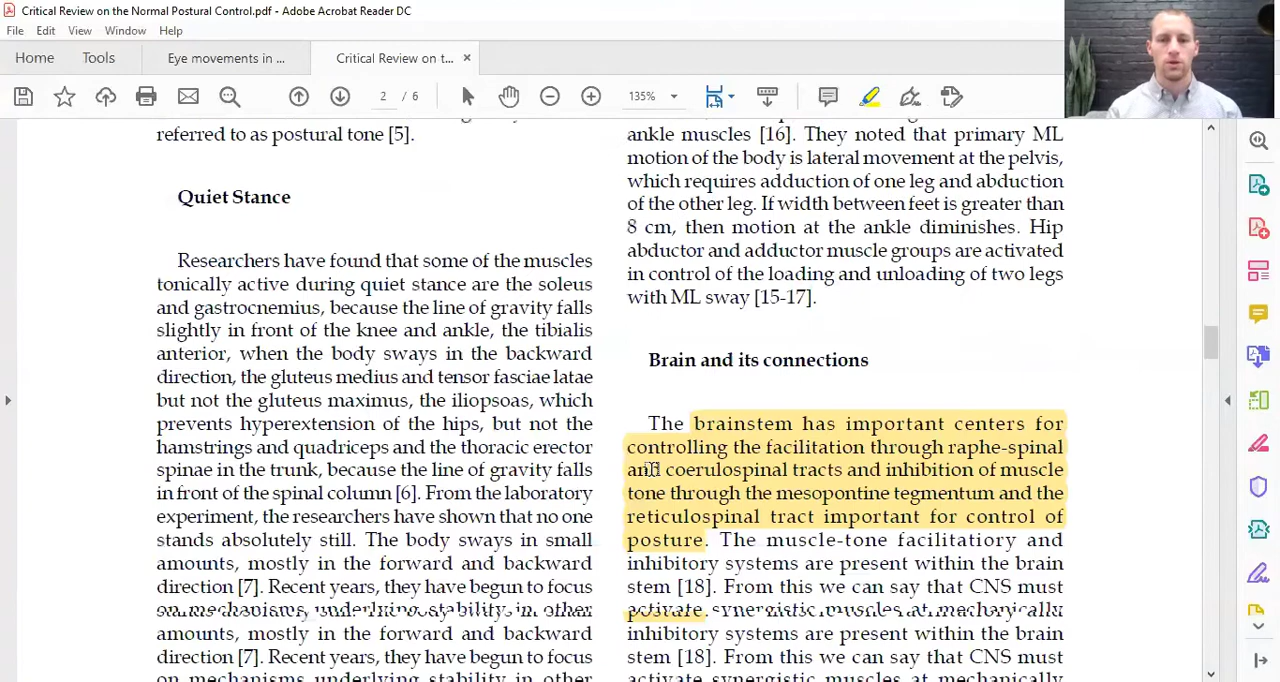 Critical Review on the Normal Postural Control.pdf - Adobe Acrobat Reader DC
File Edit View Window Help
Home Tools Eye movements in ... Critical Review on t... ×
2 / 6 135%
referred to as postural tone [5].
Quiet Stance
Researchers have found that some of the muscles
tonically active during quiet stance are the soleus
and gastrocnemius, because the line of gravity falls
slightly in front of the knee and ankle, the tibialis
anterior, when the body sways in the backward
direction, the gluteus medius and tensor fasciae latae
but not the gluteus maximus, the iliopsoas, which
prevents hyperextension of the hips, but not the
hamstrings and quadriceps and the thoracic erector
spinae in the trunk, because the line of gravity falls
in front of the spinal column [6]. From the laboratory
experiment, the researchers have shown that no one
stands absolutely still. The body sways in small
amounts, mostly in the forward and backward
direction [7]. Recent years, they have begun to focus
on mechanisms underlying stability in other
amounts, mostly in the forward and backward
direction [7]. Recent years, they have begun to focus
on mechanisms underlying stability in other
ankle muscles [16]. They noted that primary ML
motion of the body is lateral movement at the pelvis,
which requires adduction of one leg and abduction
of the other leg. If width between feet is greater than
8 cm, then motion at the ankle diminishes. Hip
abductor and adductor muscle groups are activated
in control of the loading and unloading of two legs
with ML sway [15-17].
Brain and its connections
The brainstem has important centers for
controlling the facilitation through raphe-spinal
and coerulospinal tracts and inhibition of muscle
tone through the mesopontine tegmentum and the
reticulospinal tract important for control of
posture. The muscle-tone facilitatiory and
inhibitory systems are present within the brain
stem [18]. From this we can say that CNS must
activate synergistic muscles at mechanically
inhibitory systems are present within the brain
stem [18]. From this we can say that CNS must
activate synergistic muscles at mechanically